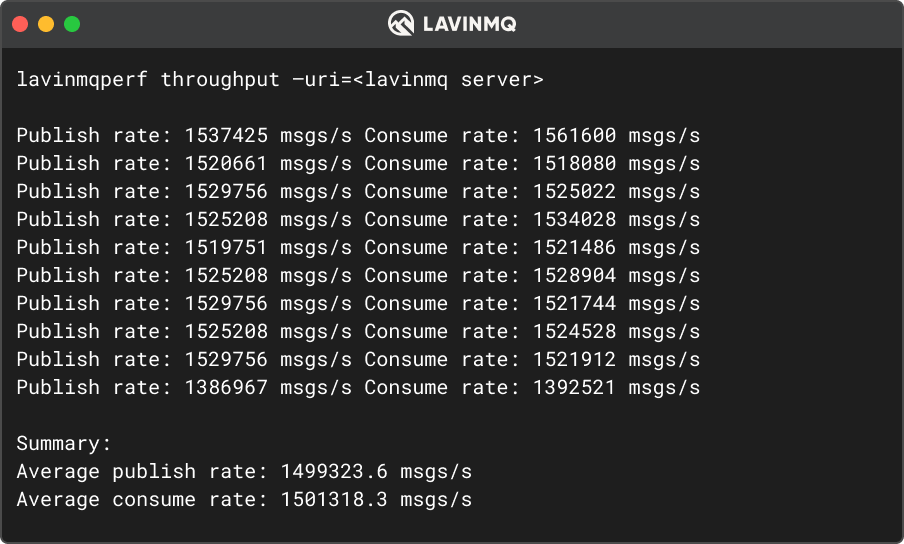 LAVINMQ
lavinmqperf throughput –uri=<lavinmq server>
Publish rate: 1537425 msgs/s Consume rate: 1561600 msgs/s
Publish rate: 1520661 msgs/s Consume rate: 1518080 msgs/s
Publish rate: 1529756 msgs/s Consume rate: 1525022 msgs/s
Publish rate: 1525208 msgs/s Consume rate: 1534028 msgs/s
Publish rate: 1519751 msgs/s Consume rate: 1521486 msgs/s
Publish rate: 1525208 msgs/s Consume rate: 1528904 msgs/s
Publish rate: 1529756 msgs/s Consume rate: 1521744 msgs/s
Publish rate: 1525208 msgs/s Consume rate: 1524528 msgs/s
Publish rate: 1529756 msgs/s Consume rate: 1521912 msgs/s
Publish rate: 1386967 msgs/s Consume rate: 1392521 msgs/s
Summary:
Average publish rate: 1499323.6 msgs/s
Average consume rate: 1501318.3 msgs/s